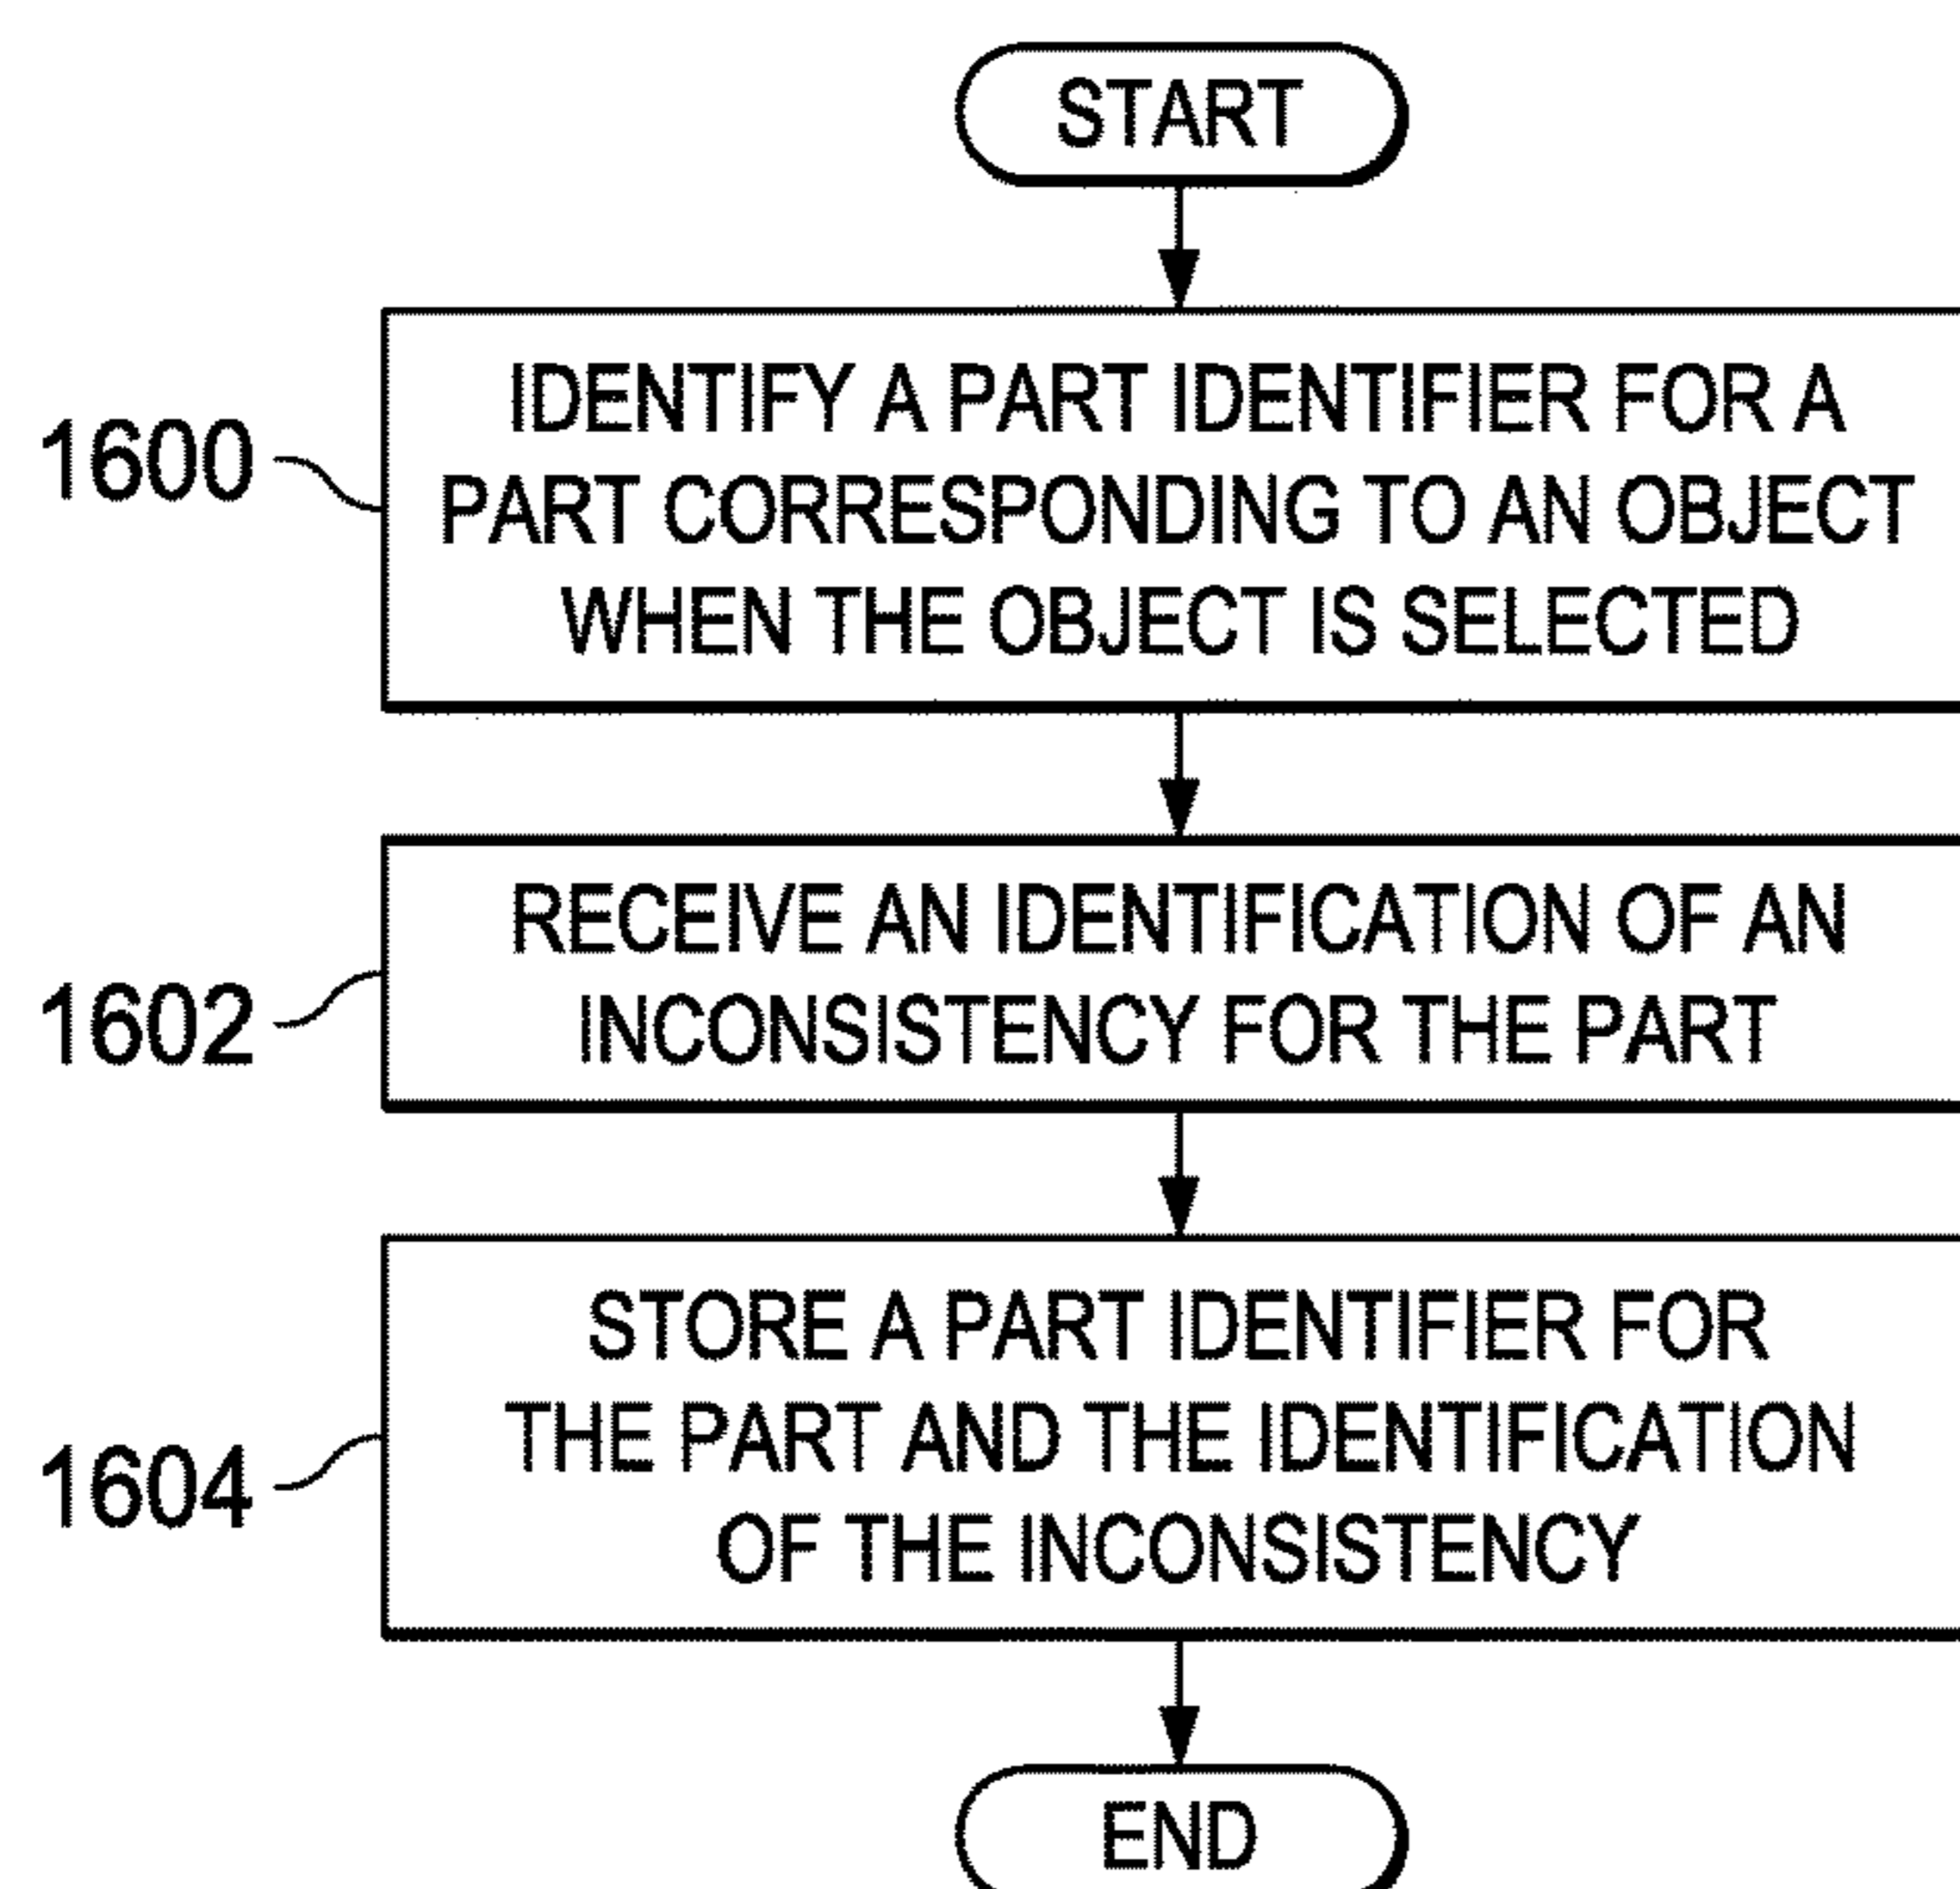 START
1600
IDENTIFY A PART IDENTIFIER FOR A
PART CORRESPONDING TO AN OBJECT
WHEN THE OBJECT IS SELECTED
1602
RECEIVE AN IDENTIFICATION OF AN
INCONSISTENCY FOR THE PART
1604
STORE A PART IDENTIFIER FOR
THE PART AND THE IDENTIFICATION
OF THE INCONSISTENCY
END